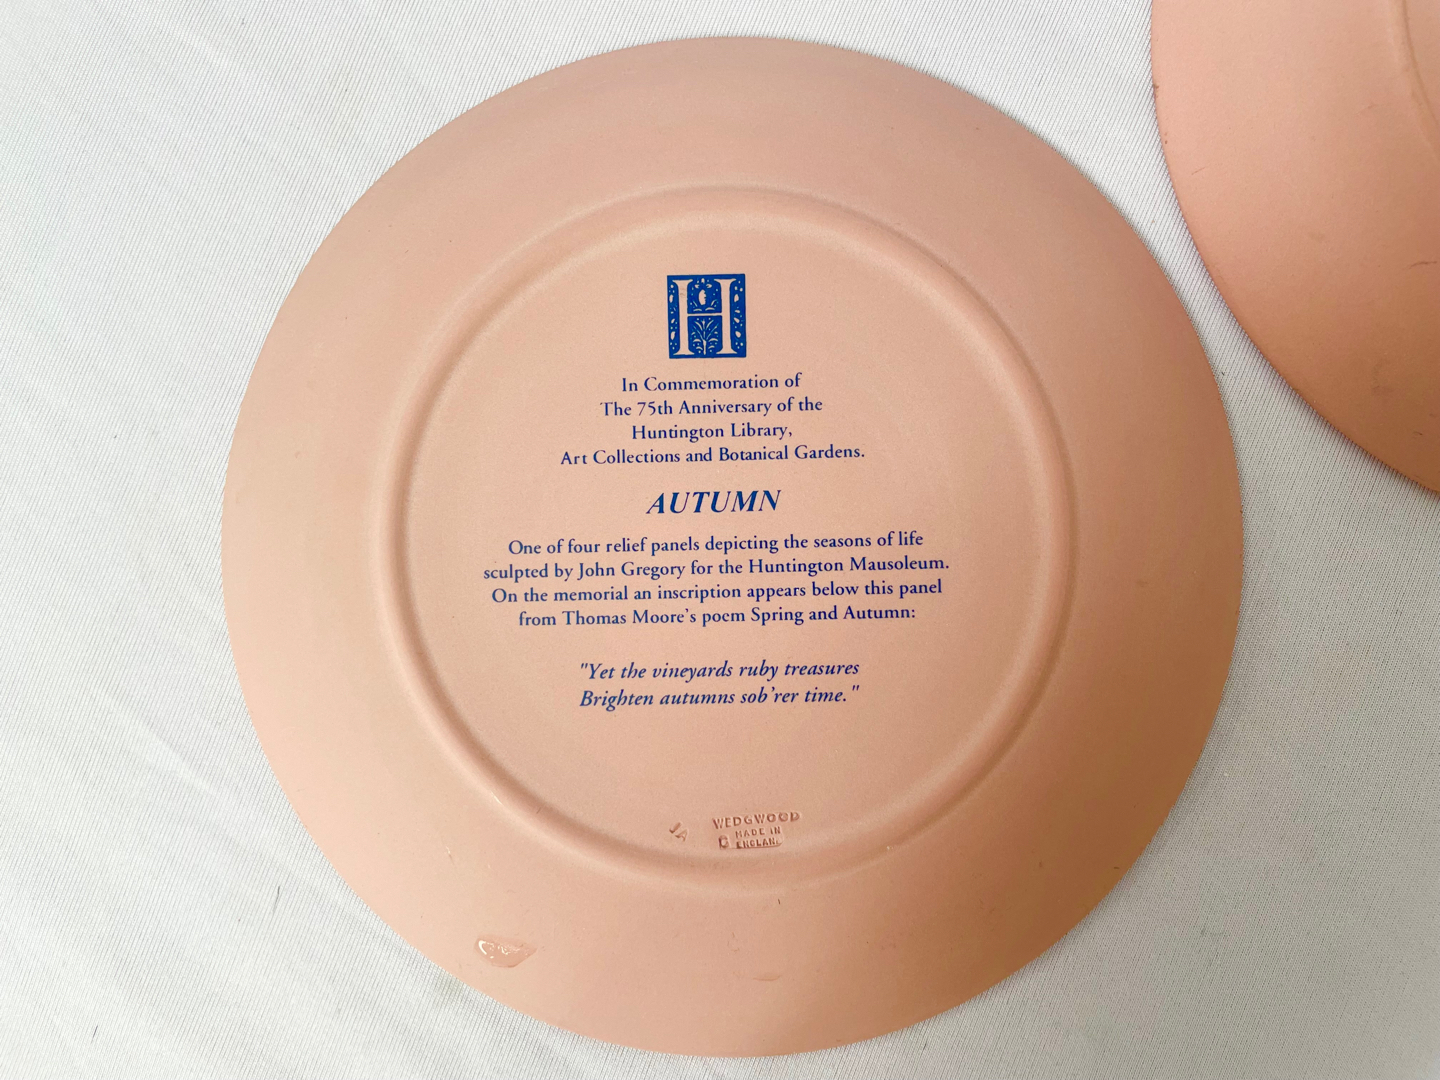 H
In Commemoration of
The 75th Anniversary of the
Huntington Library,
Art Collections and Botanical Gardens.
AUTUMN
One of four relief panels depicting the seasons of life
sculpted by John Gregory for the Huntington Mausoleum.
On the memorial an inscription appears below this panel
from Thomas Moore's poem Spring and Autumn:
"Yet the vineyards ruby treasures
Brighten autumns sob'rer time."
WEDGWOOD
MADE IN
ENGLAND